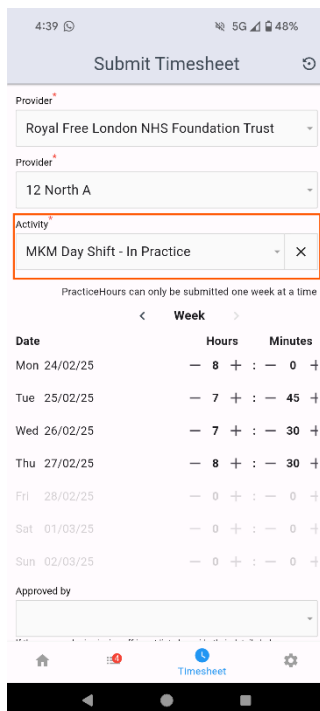 4:39 5G 48%
Submit Timesheet
Provider*
Royal Free London NHS Foundation Trust
Provider*
12 North A
Activity*
MKM Day Shift - In Practice
PracticeHours can only be submitted one week at a time
< Week >
Date Hours Minutes
Mon 24/02/25 — 8 + : — 0 +
Tue 25/02/25 — 7 + : — 45 +
Wed 26/02/25 — 7 + : — 30 +
Thu 27/02/25 — 8 + : — 30 +
Fri 28/02/25 — 0 + : — 0 +
Sat 01/03/25 — 0 + : — 0 +
Sun 02/03/25 — 0 + : — 0 +
Approved by
4
Timesheet